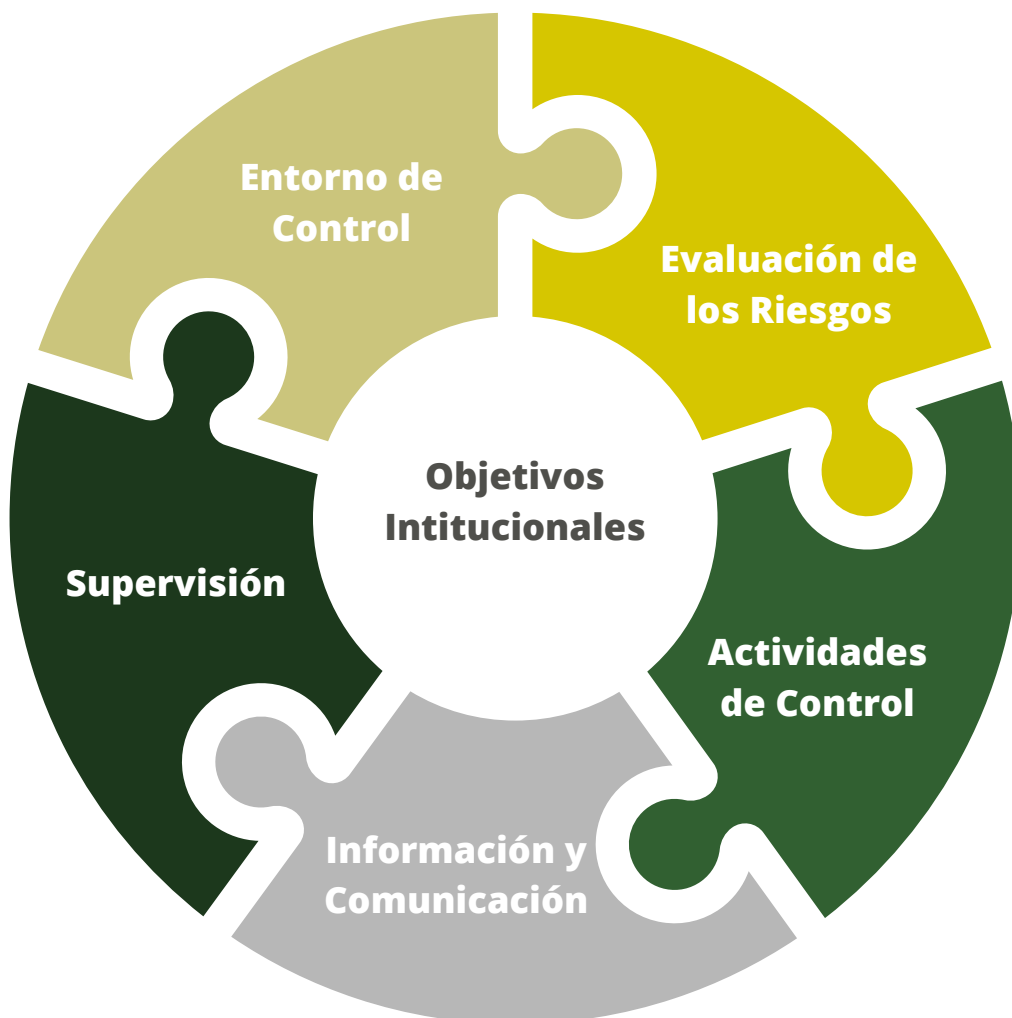 Entorno de
Control
Evaluación de
los Riesgos
Objetivos
Intitucionales
Supervisión
Actividades
de Control
Información y
Comunicación